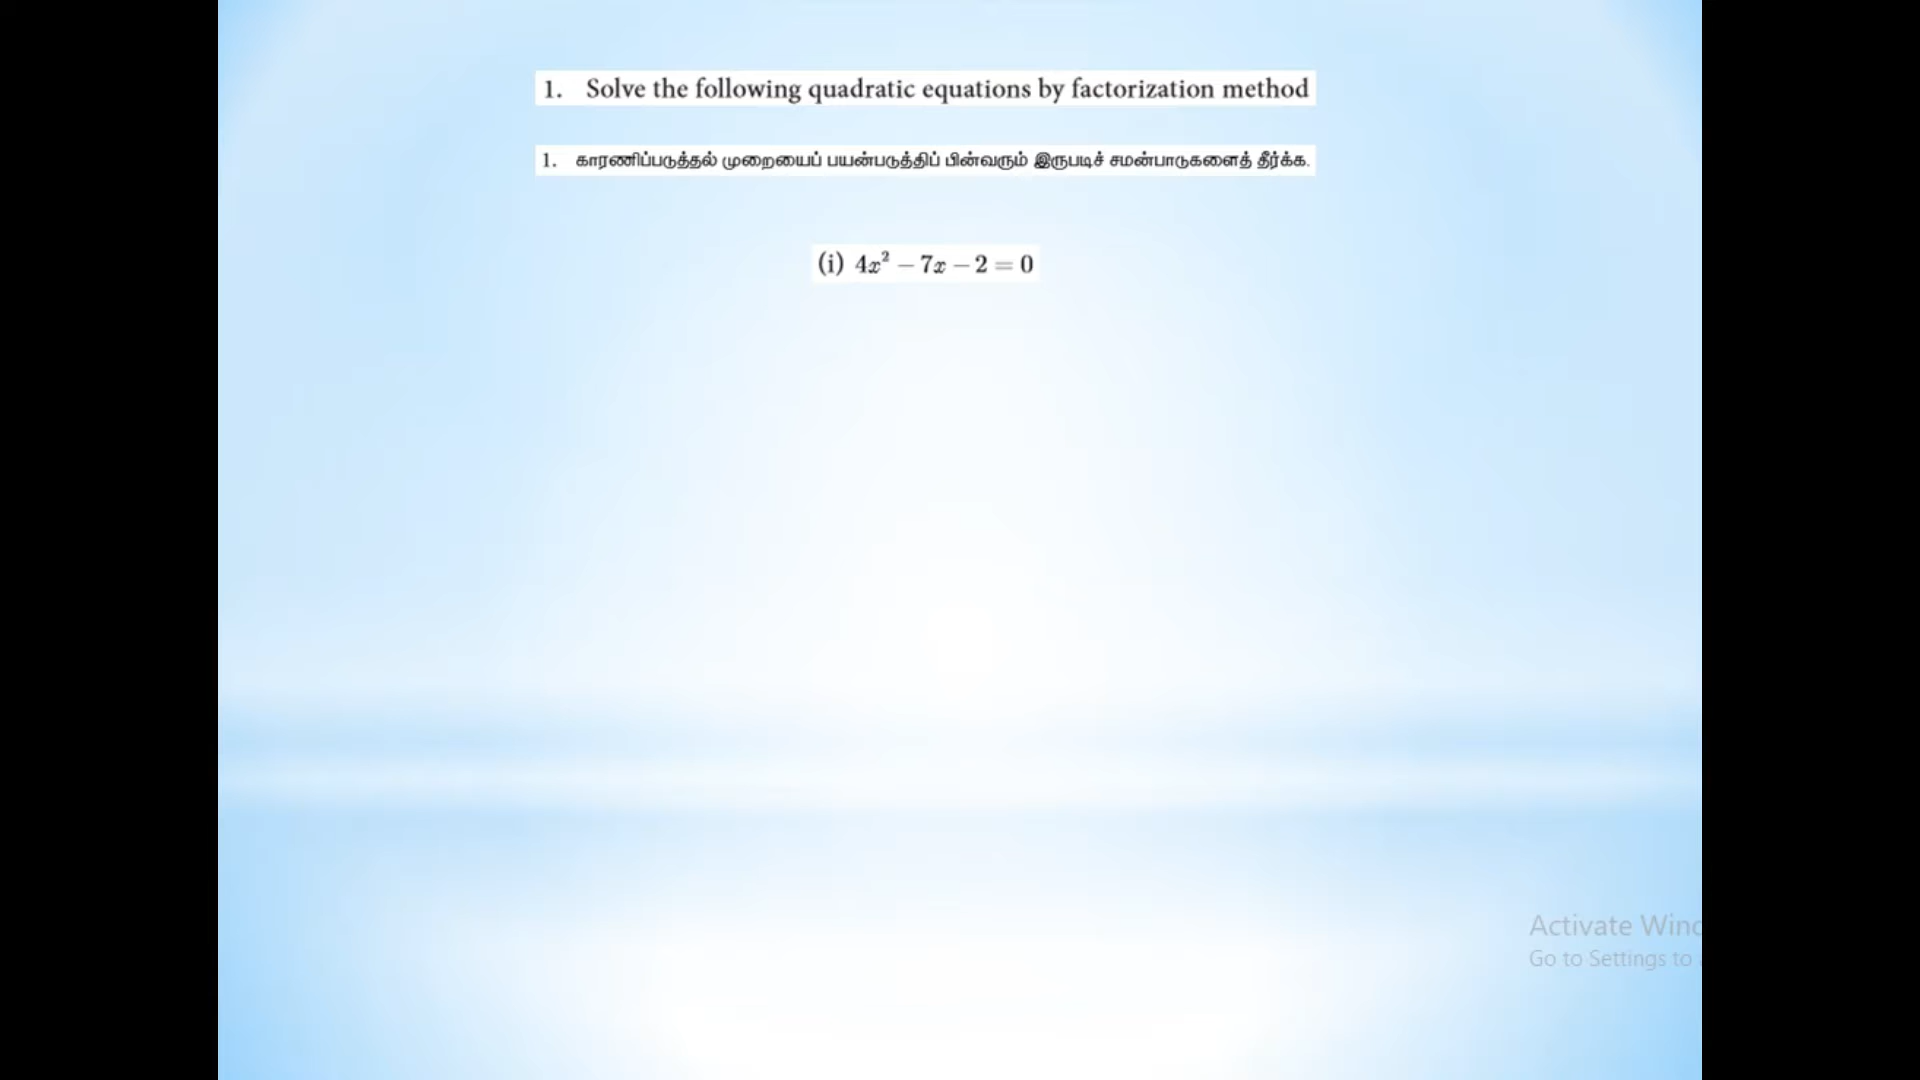 1. Solve the following quadratic equations by factorization method
1. காரணிப்படுத்தல் முறையைப் பயன்படுத்திப் பின்வரும் இருபடிச் சமன்பாடுகளைத் தீர்க்க.
(i) 4x² – 7x – 2 = 0
Activate Winc
Go to Settings to